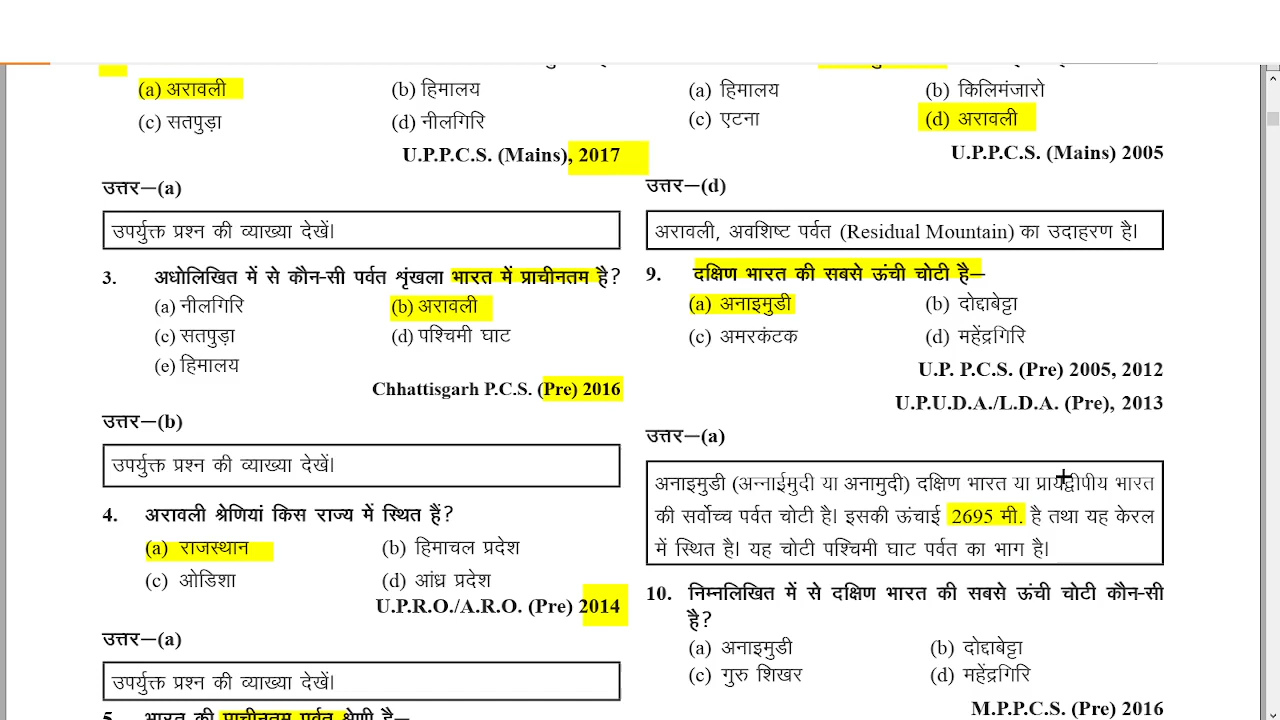 (a) अरावली (b) हिमालय
(c) सतपुड़ा (d) नीलगिरि
U.P.P.C.S. (Mains), 2017
उत्तर—(a)
उपर्युक्त प्रश्न की व्याख्या देखें।
3. अधोलिखित में से कौन-सी पर्वत शृंखला भारत में प्राचीनतम है?
(a) नीलगिरि (b) अरावली
(c) सतपुड़ा (d) पश्चिमी घाट
(e) हिमालय
Chhattisgarh P.C.S. (Pre) 2016
उत्तर—(b)
उपर्युक्त प्रश्न की व्याख्या देखें।
4. अरावली श्रेणियां किस राज्य में स्थित हैं?
(a) राजस्थान (b) हिमाचल प्रदेश
(c) ओडिशा (d) आंध्र प्रदेश
U.P.R.O./A.R.O. (Pre) 2014
उत्तर—(a)
उपर्युक्त प्रश्न की व्याख्या देखें।
5. भारत की प्राचीनतम पर्वत श्रेणी है—
(a) हिमालय (b) किलिमंजारो
(c) एटना (d) अरावली
U.P.P.C.S. (Mains) 2005
उत्तर—(d)
अरावली, अवशिष्ट पर्वत (Residual Mountain) का उदाहरण है।
9. दक्षिण भारत की सबसे ऊंची चोटी है—
(a) अनाइमुडी (b) दोद्दाबेट्टा
(c) अमरकंटक (d) महेंद्रगिरि
U.P. P.C.S. (Pre) 2005, 2012
U.P.U.D.A./L.D.A. (Pre), 2013
उत्तर—(a)
अनाइमुडी (अन्नाईमुदी या अनामुदी) दक्षिण भारत या प्रायद्वीपीय भारत
की सर्वोच्च पर्वत चोटी है। इसकी ऊंचाई 2695 मी. है तथा यह केरल
में स्थित है। यह चोटी पश्चिमी घाट पर्वत का भाग है।
10. निम्नलिखित में से दक्षिण भारत की सबसे ऊंची चोटी कौन-सी
है?
(a) अनाइमुडी (b) दोद्दाबेट्टा
(c) गुरु शिखर (d) महेंद्रगिरि
M.P.P.C.S. (Pre) 2016